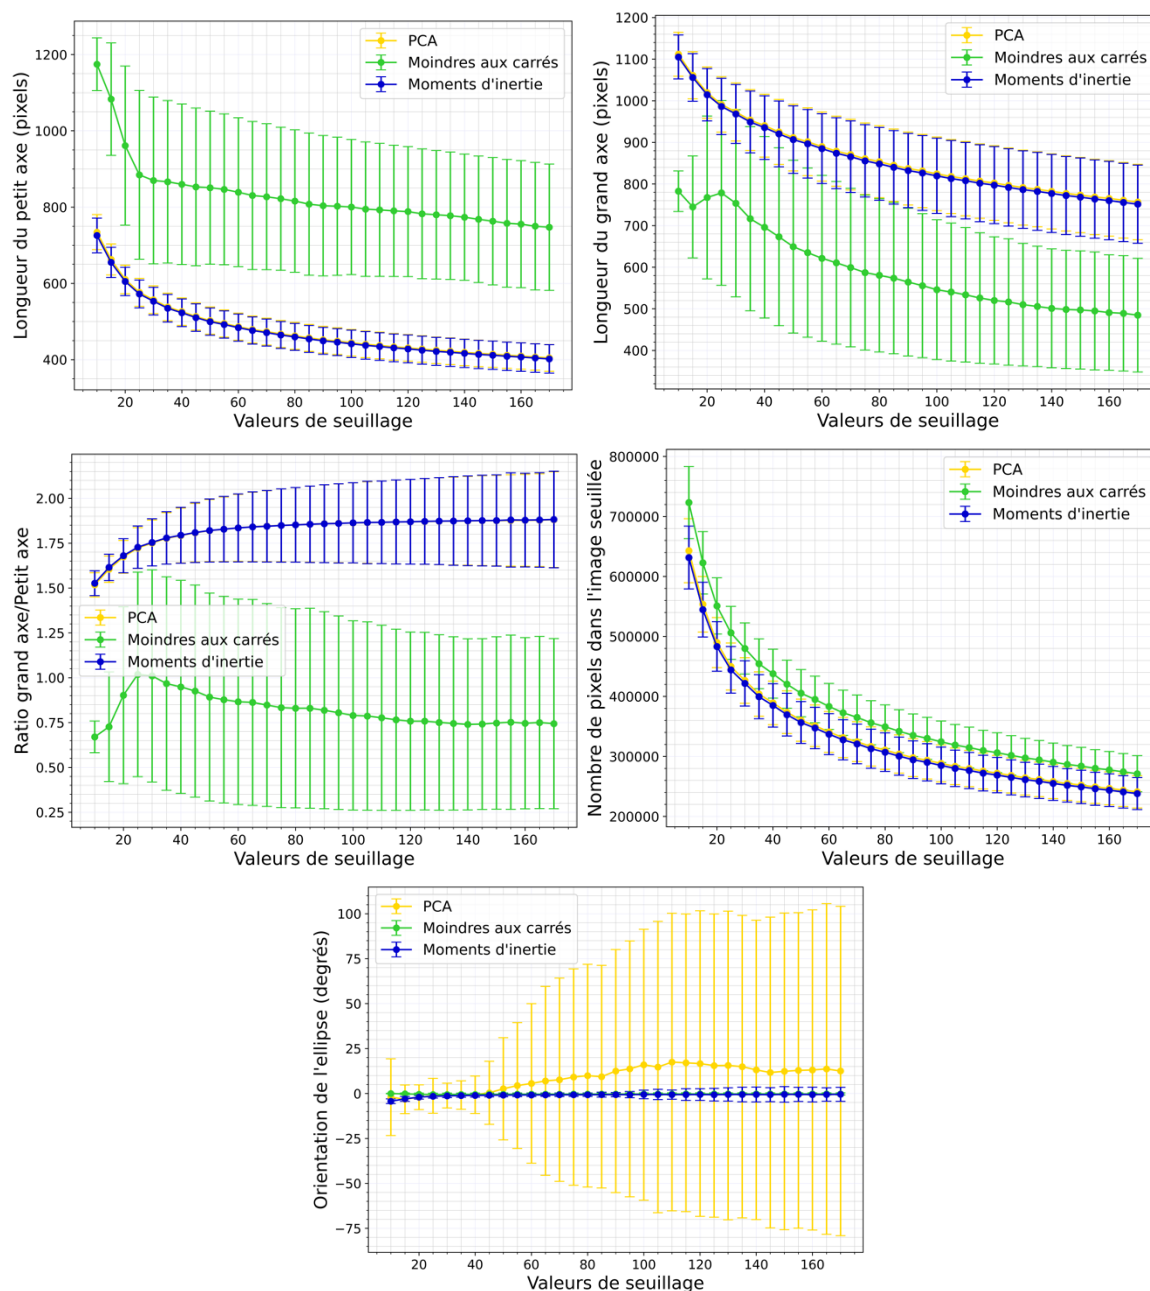 Longueur du petit axe (pixels)
1200
1000
800
600
400
PCA
Moindres aux carrés
Moments d'inertie
20 40 60 80 100 120 140 160
Valeurs de seuillage
Longueur du grand axe (pixels)
1200
1100
1000
900
800
700
600
500
400
PCA
Moindres aux carrés
Moments d'inertie
20 40 60 80 100 120 140 160
Valeurs de seuillage
Ratio grand axe/Petit axe
2.00
1.75
1.50
1.25
1.00
0.75
0.50
0.25
PCA
Moindres aux carrés
Moments d'inertie
20 40 60 80 100 120 140 160
Valeurs de seuillage
Nombre de pixels dans l'image seuillée
800000
700000
600000
500000
400000
300000
200000
PCA
Moindres aux carrés
Moments d'inertie
20 40 60 80 100 120 140 160
Valeurs de seuillage
Orientation de l'ellipse (degrés)
100
75
50
25
0
−25
−50
−75
PCA
Moindres aux carrés
Moments d'inertie
20 40 60 80 100 120 140 160
Valeurs de seuillage